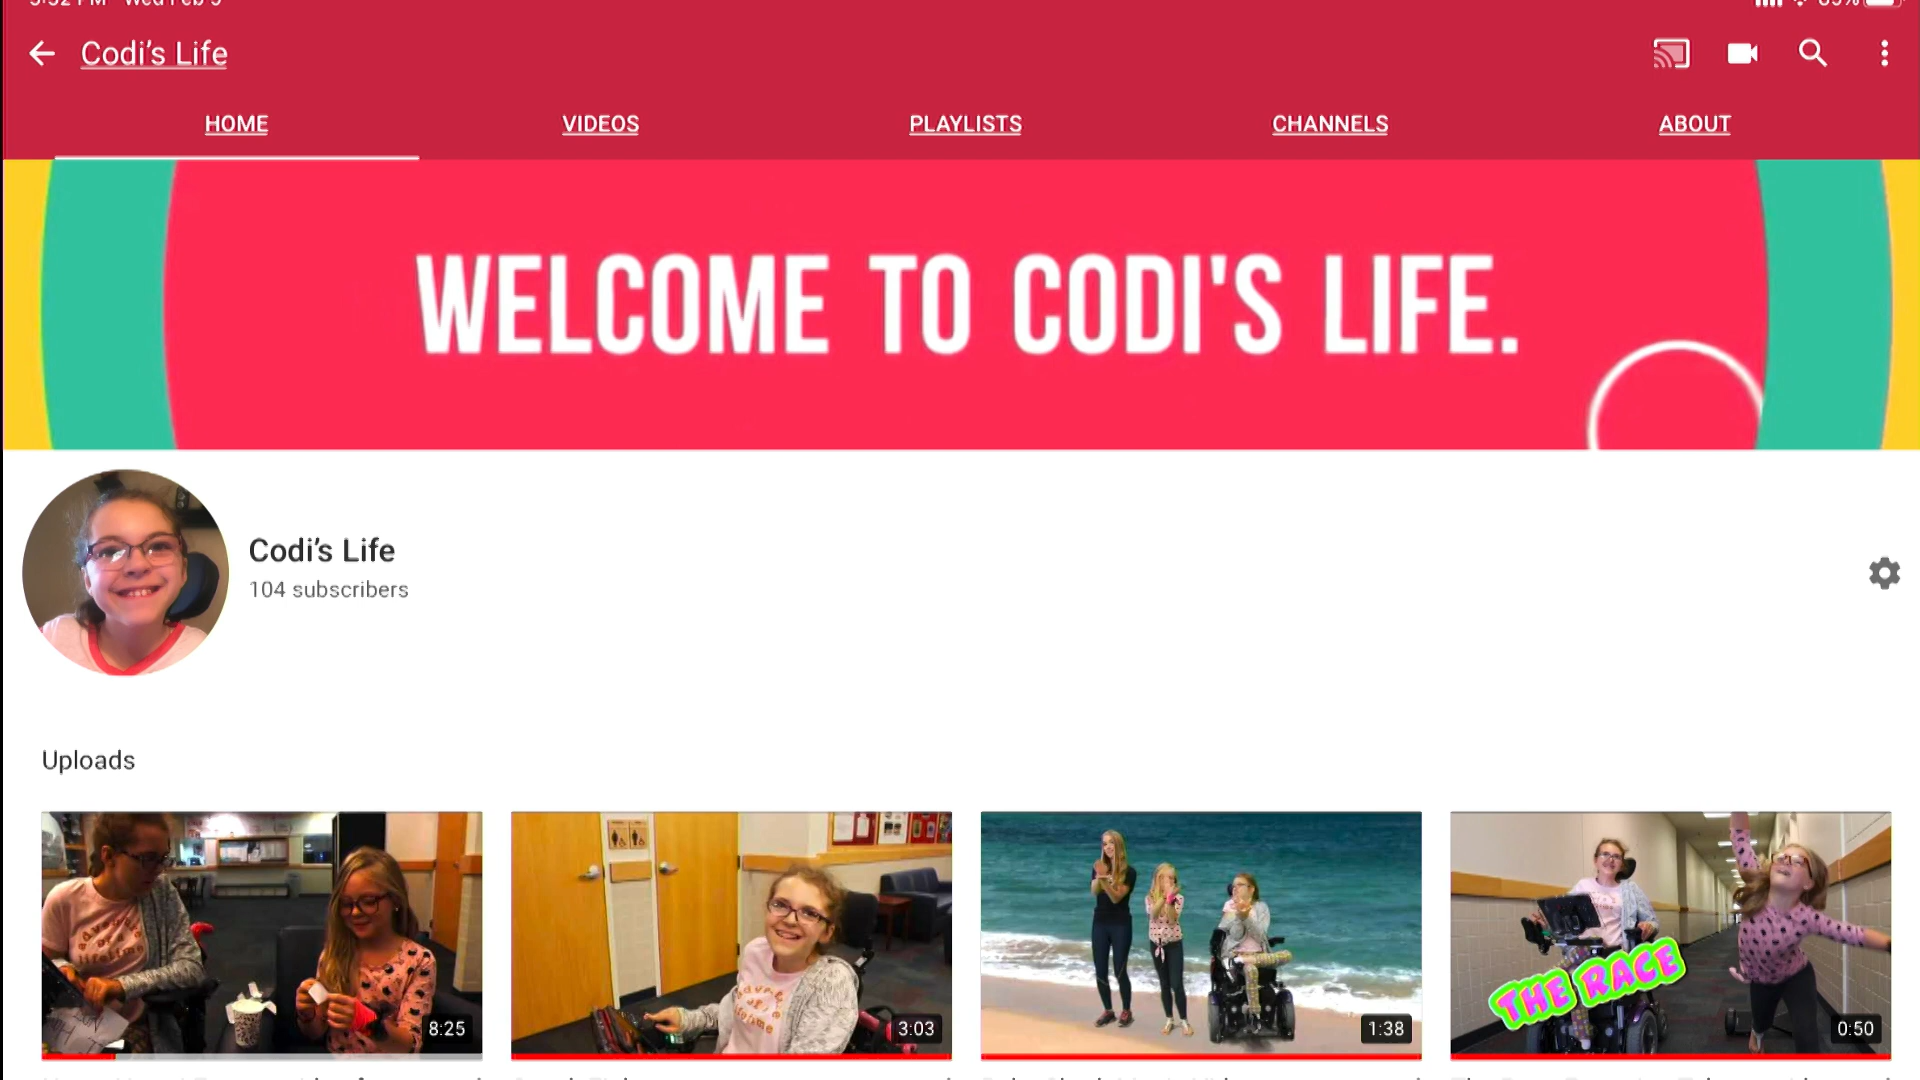 Codi's Life
HOME VIDEOS PLAYLISTS CHANNELS ABOUT
WELCOME TO CODI'S LIFE.
Codi's Life
104 subscribers
Uploads
8:25
3:03
1:38
THE RACE
0:50